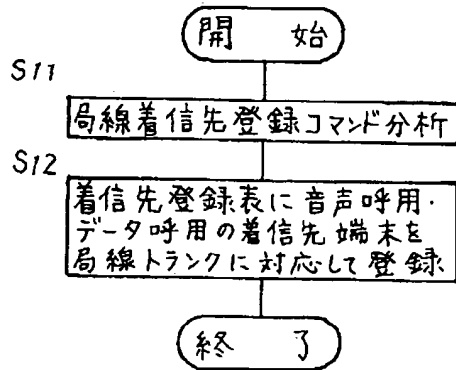 開 始
S11
局線着信先登録コマンド分析
S12
着信先登録表に音声呼用・
データ呼用の着信先端末を
局線トランクに対応して登録
終 了